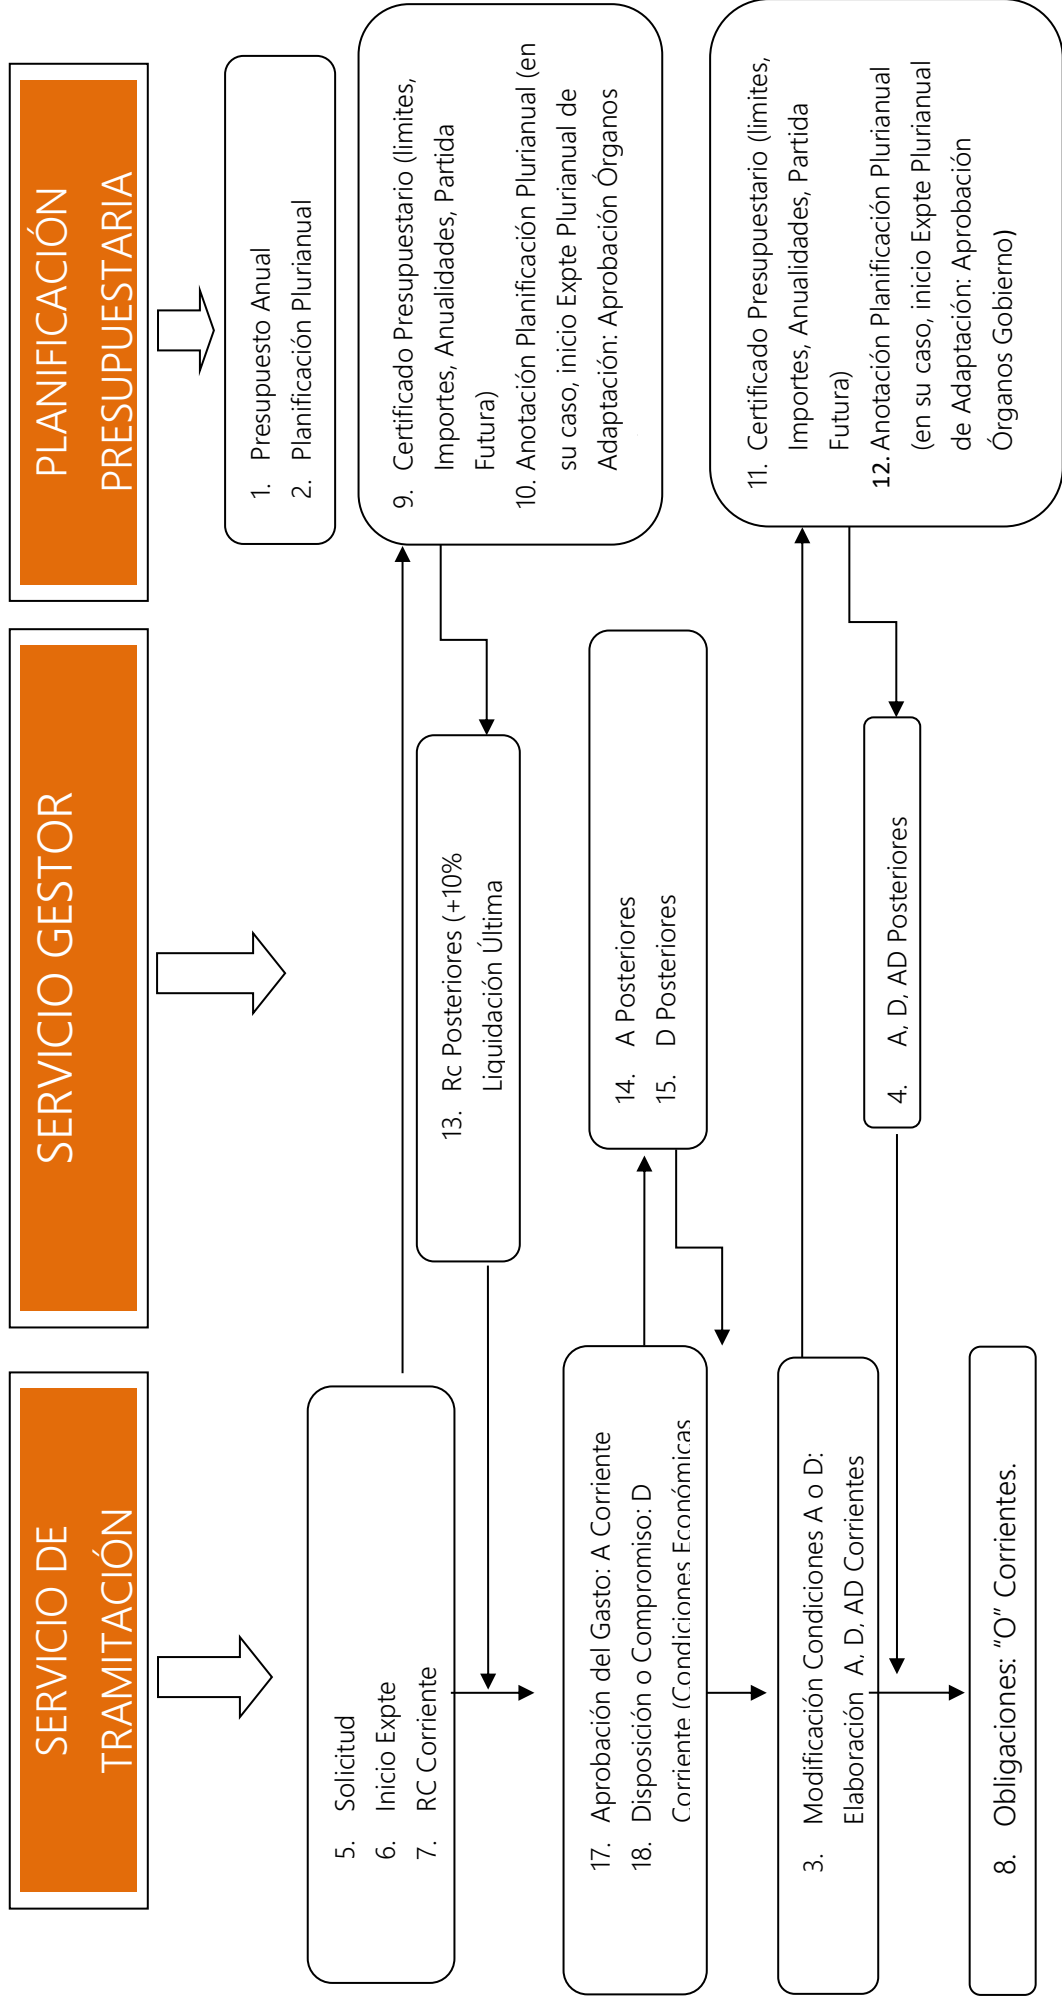 SERVICIO DE
TRAMITACIÓN
SERVICIO GESTOR
PLANIFICACIÓN
PRESUPUESTARIA
1. Presupuesto Anual
2. Planificación Plurianual
5. Solicitud
6. Inicio Expte
7. RC Corriente
9. Certificado Presupuestario (limites,
Importes, Anualidades, Partida
Futura)
10. Anotación Planificación Plurianual (en
su caso, inicio Expte Plurianual de
Adaptación: Aprobación Órganos
13. Rc Posteriores (+10%
Liquidación Última
17. Aprobación del Gasto: A Corriente
18. Disposición o Compromiso: D
Corriente (Condiciones Económicas
14. A Posteriores
15. D Posteriores
3. Modificación Condiciones A o D:
Elaboración A, D, AD Corrientes
11. Certificado Presupuestario (limites,
Importes, Anualidades, Partida
Futura)
12. Anotación Planificación Plurianual
(en su caso, inicio Expte Plurianual
de Adaptación: Aprobación
Órganos Gobierno)
4. A, D, AD Posteriores
8. Obligaciones: "O" Corrientes.